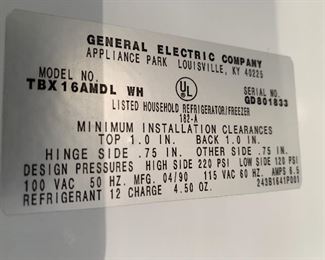 GENERAL ELECTRIC COMPANY
APPLIANCE PARK LOUISVILLE, KY 40225
MODEL NO. SERIAL NO.
TBX16AMDL WH UL GD801833
LISTED HOUSEHOLD REFRIGERATOR/FREEZER
182-A
MINIMUM INSTALLATION CLEARANCES
TOP 1.0 IN. BACK 1.0 IN.
HINGE SIDE .75 IN. OTHER SIDE .75 IN.
DESIGN PRESSURES HIGH SIDE 220 PSI LOW SIDE 120 PSI
100 VAC 50 HZ. MFG. 04/90 115 VAC 60 HZ. AMPS 6.5
REFRIGERANT 12 CHARGE 4.50 OZ. 243B1641P001